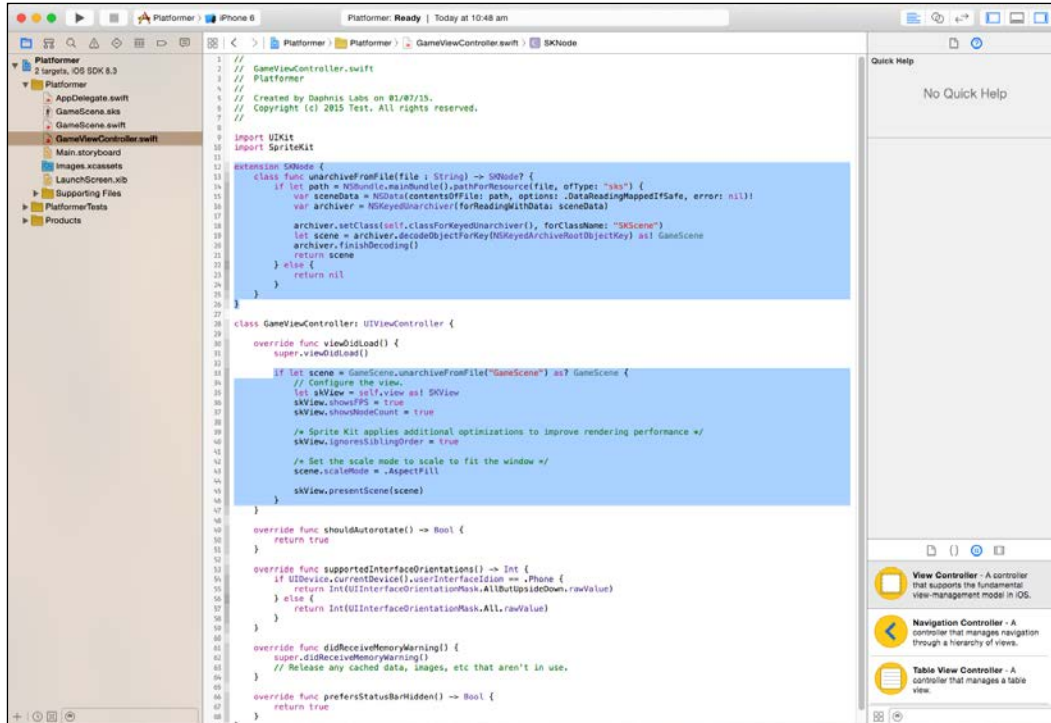 Platformer
iPhone 6
Platformer: Ready | Today at 10:48 am
Platformer
Platformer
GameViewController.swift
SKNode
Platformer
2 targets, iOS SDK 8.3
Platformer
AppDelegate.swift
GameScene.sks
GameScene.swift
GameViewController.swift
Main.storyboard
Images.xcassets
LaunchScreen.xib
Supporting Files
PlatformerTests
Products
//
//  GameViewController.swift
//  Platformer
//
//  Created by Daphnis Labs on 01/07/15.
//  Copyright (c) 2015 Test. All rights reserved.
//
import UIKit
import SpriteKit
extension SKNode {
class func unarchiveFromFile(file : String) -> SKNode? {
if let path = NSBundle.mainBundle().pathForResource(file, ofType: "sks") {
var sceneData = NSData(contentsOfFile: path, options: .DataReadingMappedIfSafe, error: nil)!
var archiver = NSKeyedUnarchiver(forReadingWithData: sceneData)
archiver.setClass(self.classForKeyedUnarchiver(), forClassName: "SKScene")
let scene = archiver.decodeObjectForKey(NSKeyedArchiveRootObjectKey) as! GameScene
archiver.finishDecoding()
return scene
} else {
return nil
}
}
}
class GameViewController: UIViewController {
override func viewDidLoad() {
super.viewDidLoad()
if let scene = GameScene.unarchiveFromFile("GameScene") as? GameScene {
// Configure the view.
let skView = self.view as! SKView
skView.showsFPS = true
skView.showsNodeCount = true
/* Sprite Kit applies additional optimizations to improve rendering performance */
skView.ignoresSiblingOrder = true
/* Set the scale mode to scale to fit the window */
scene.scaleMode = .AspectFill
skView.presentScene(scene)
}
}
override func shouldAutorotate() -> Bool {
return true
}
override func supportedInterfaceOrientations() -> Int {
if UIDevice.currentDevice().userInterfaceIdiom == .Phone {
return Int(UIInterfaceOrientationMask.AllButUpsideDown.rawValue)
} else {
return Int(UIInterfaceOrientationMask.All.rawValue)
}
}
override func didReceiveMemoryWarning() {
super.didReceiveMemoryWarning()
// Release any cached data, images, etc that aren't in use.
}
override func prefersStatusBarHidden() -> Bool {
return true
}
Quick Help
No Quick Help
View Controller - A controller
that supports the fundamental
view-management model in iOS.
Navigation Controller - A
controller that manages navigation
through a hierarchy of views.
Table View Controller - A
controller that manages a table
view.